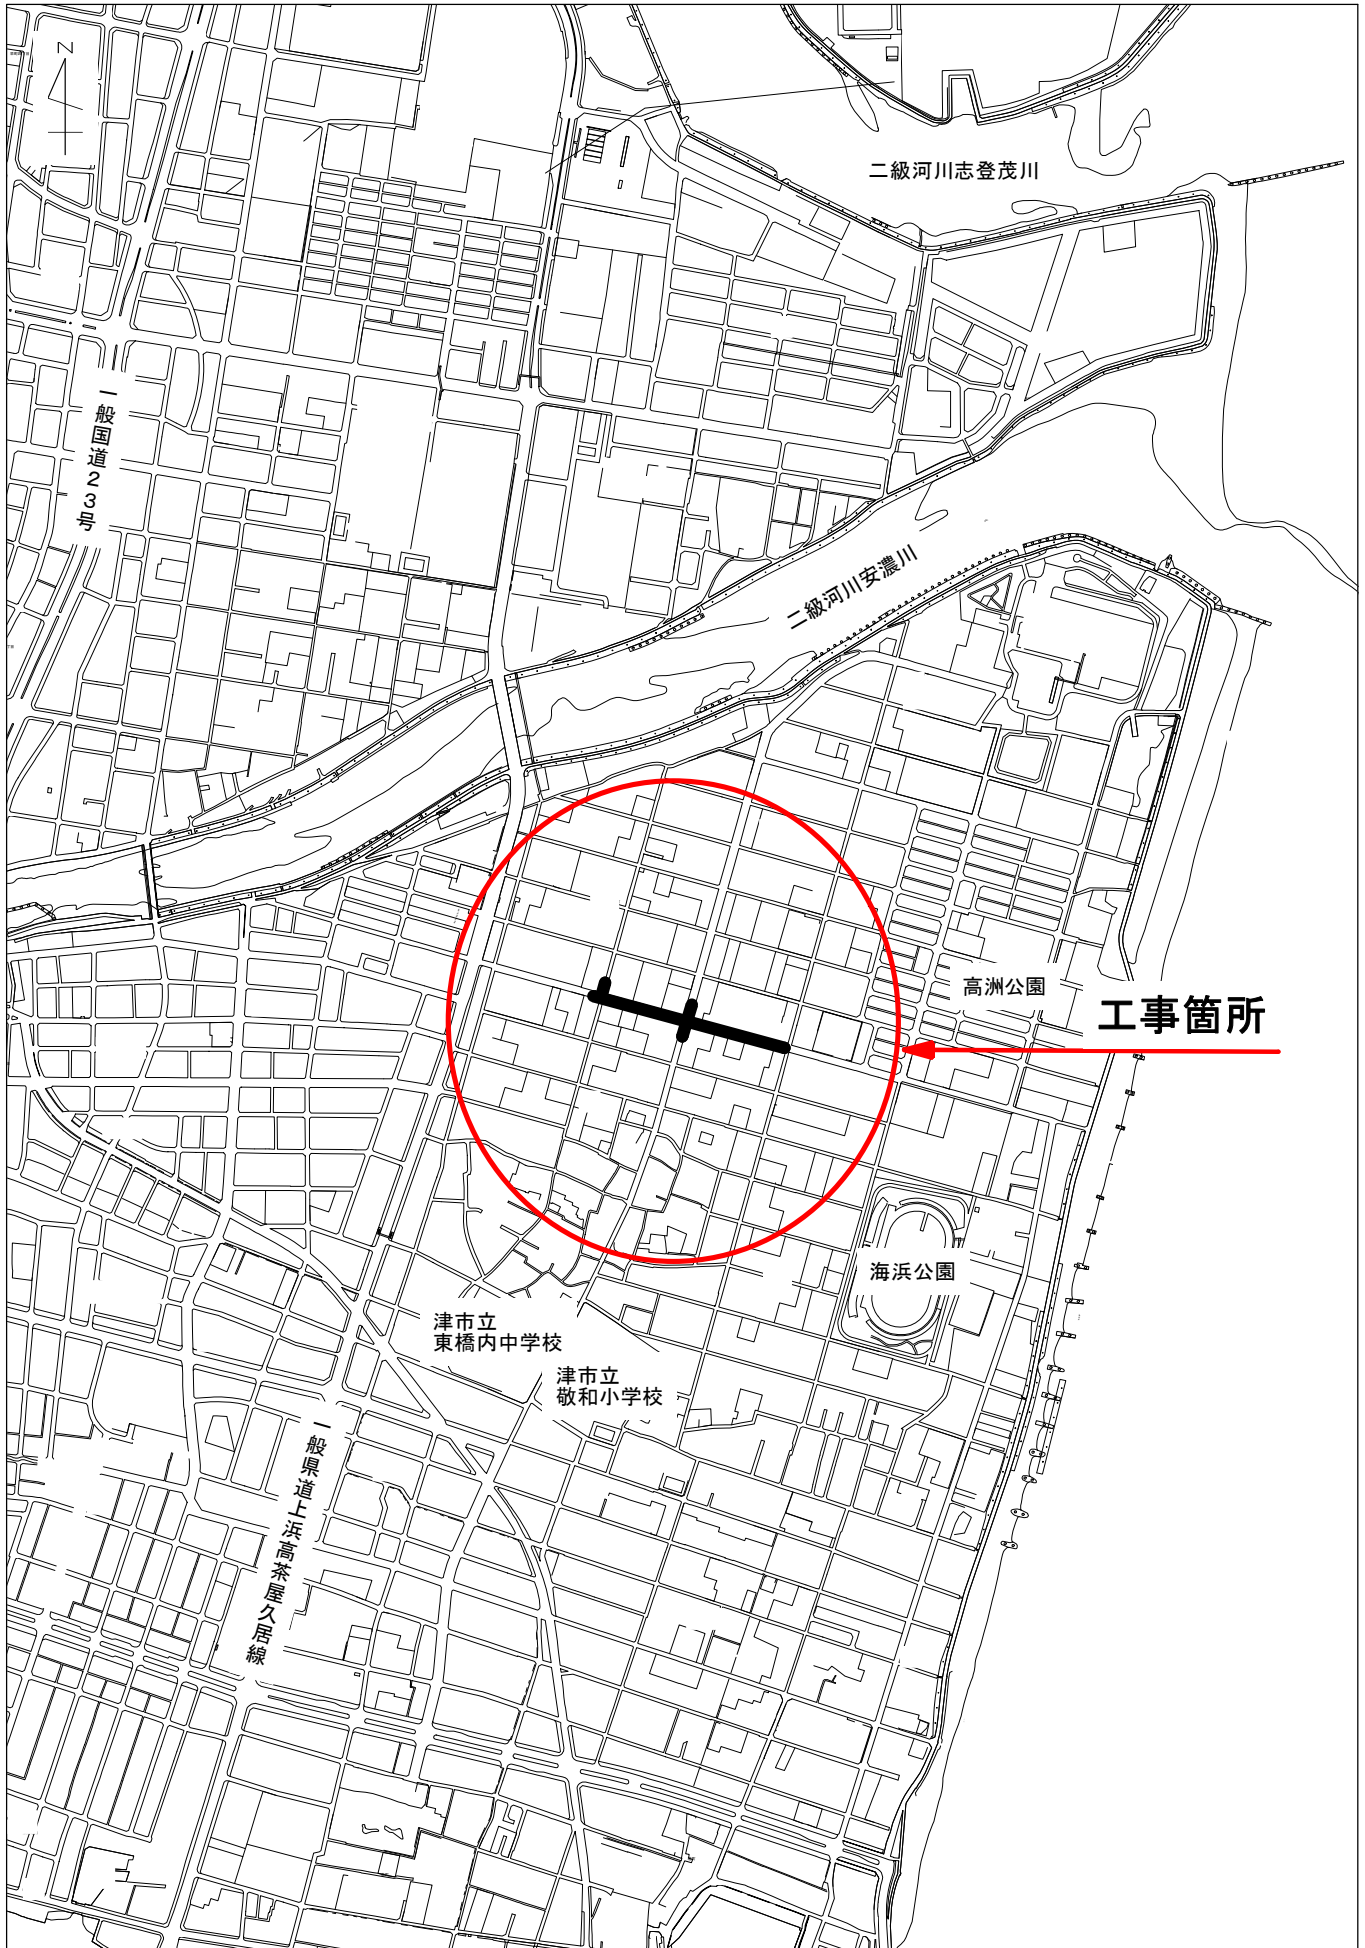 N
二級河川志登茂川
一般国道23号
二級河川安濃川
高洲公園
工事箇所
海浜公園
津市立
東橋内中学校
津市立
敬和小学校
一般県道上浜高茶屋久居線